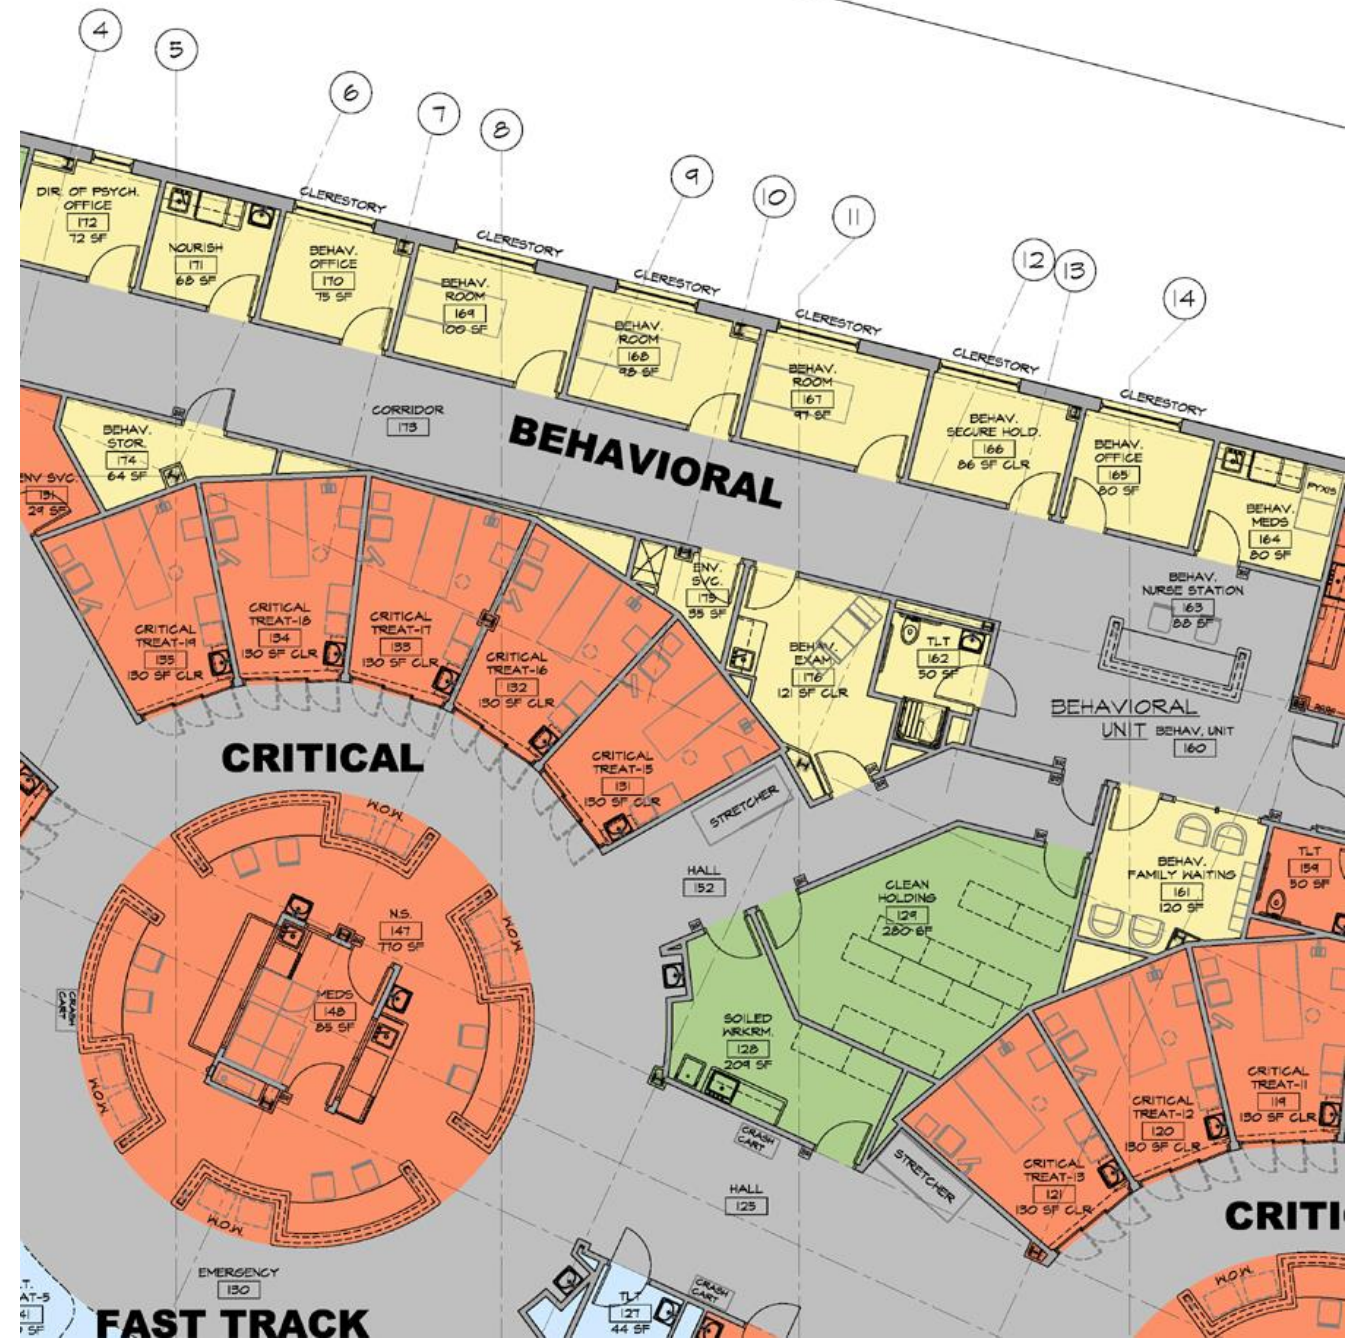 4
5
6
7
8
9
10
11
12
13
14
CLERESTORY
CLERESTORY
CLERESTORY
CLERESTORY
CLERESTORY
CLERESTORY
DIR. OF PSYCH.
OFFICE
172
72 SF
NOURISH
171
68 SF
BEHAV.
OFFICE
170
75 SF
BEHAV.
ROOM
169
100 SF
BEHAV.
ROOM
168
98 SF
BEHAV.
ROOM
167
97 SF
BEHAV.
SECURE HOLD.
166
86 SF CLR
BEHAV.
OFFICE
165
80 SF
PYXIS
BEHAV.
MEDS
164
80 SF
CORRIDOR
173
BEHAVIORAL
BEHAV.
STOR.
174
64 SF
ENV SVC.
151
29 SF
ENV.
SVC.
175
35 SF
BEHAV.
NURSE STATION
163
88 SF
CRITICAL
TREAT-19
135
130 SF CLR
CRITICAL
TREAT-18
134
130 SF CLR
CRITICAL
TREAT-17
133
130 SF CLR
CRITICAL
TREAT-16
132
130 SF CLR
CRITICAL
TREAT-15
131
130 SF CLR
BEHAV.
EXAM
176
121 SF CLR
TLT
162
50 SF
BEHAVIORAL
UNIT
BEHAV. UNIT
160
CRITICAL
STRETCHER
HALL
152
CLEAN
HOLDING
129
280 SF
BEHAV.
FAMILY WAITING
161
120 SF
TLT
159
50 SF
W.O.W.
N.S.
147
770 SF
W.O.W.
CRASH
CART
MEDS
148
85 SF
W.O.W.
W.O.W.
SOILED
WRKRM.
128
209 SF
CRASH
CART
STRETCHER
CRITICAL
TREAT-11
119
130 SF CLR
CRITICAL
TREAT-12
120
130 SF CLR
CRITICAL
TREAT-13
121
130 SF CLR
HALL
125
CRITI
EMERGENCY
130
FAST TRACK
AT-5
TLT
127
44 SF
CRASH
CART
W.O.W.